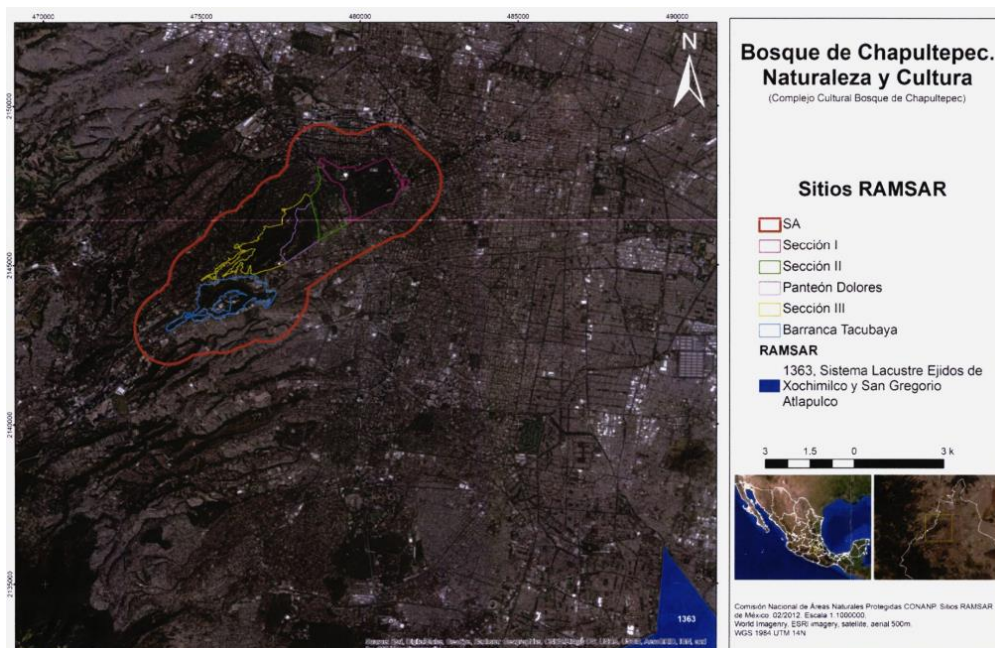 470000
475000
480000
485000
490000
2150000
2145000
2140000
2135000
N
1363
Bosque de Chapultepec.
Naturaleza y Cultura
(Complejo Cultural Bosque de Chapultepec)
Sitios RAMSAR
SA
Sección I
Sección II
Panteón Dolores
Sección III
Barranca Tacubaya
RAMSAR
1363, Sistema Lacustre Ejidos de
Xochimilco y San Gregorio
Atlapulco
3 1.5 0 3 k
Comisión Nacional de Áreas Naturales Protegidas CONANP. Sitios RAMSAR
de México. 02/2012. Escala 1:1000000.
World Imagenry, ESRI imagery, satellite, aerial 500m.
WGS 1984 UTM 14N